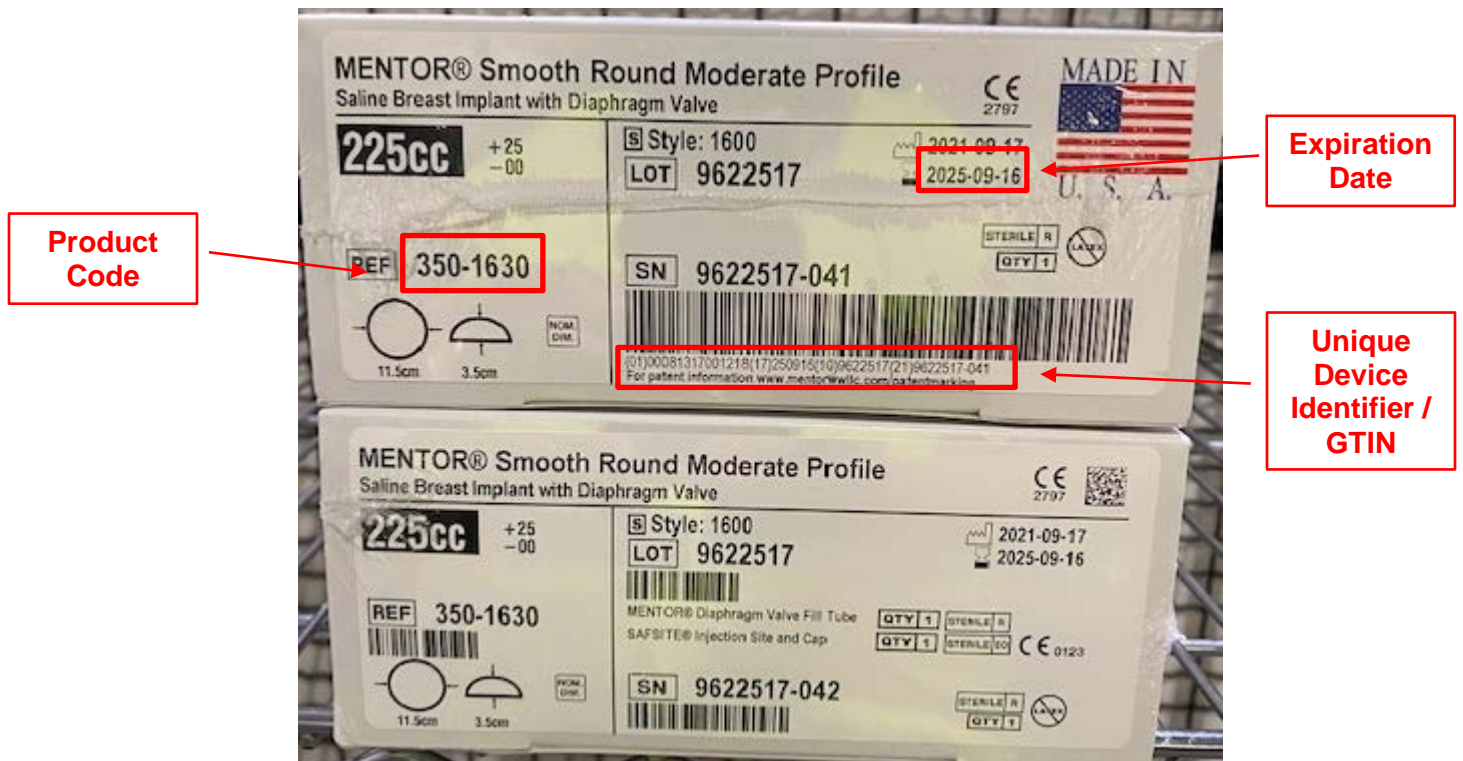 MENTOR® Smooth Round Moderate Profile
Saline Breast Implant with Diaphragm Valve
CE
2797
MADE IN
U. S. A.
225cc +25
-00
S Style: 1600
2021-09-17
LOT 9622517
2025-09-16
Expiration
Date
Product
Code
REF 350-1630
SN 9622517-041
STERILE R
QTY 1
LATEX
NOM.
DIM.
11.5cm 3.5cm
(01)00081317001218(17)250916(10)9622517(21)9622517-041
For patent information www.mentorwwllc.com/patentmarking
Unique
Device
Identifier /
GTIN
MENTOR® Smooth Round Moderate Profile
Saline Breast Implant with Diaphragm Valve
CE
2797
225cc +25
-00
S Style: 1600
2021-09-17
LOT 9622517
2025-09-16
REF 350-1630
MENTOR® Diaphragm Valve Fill Tube QTY 1 STERILE R
SAFSITE® Injection Site and Cap QTY 1 STERILE EO CE 0123
NOM.
DIM.
11.5cm 3.5cm
SN 9622517-042
STERILE R
QTY 1
LATEX